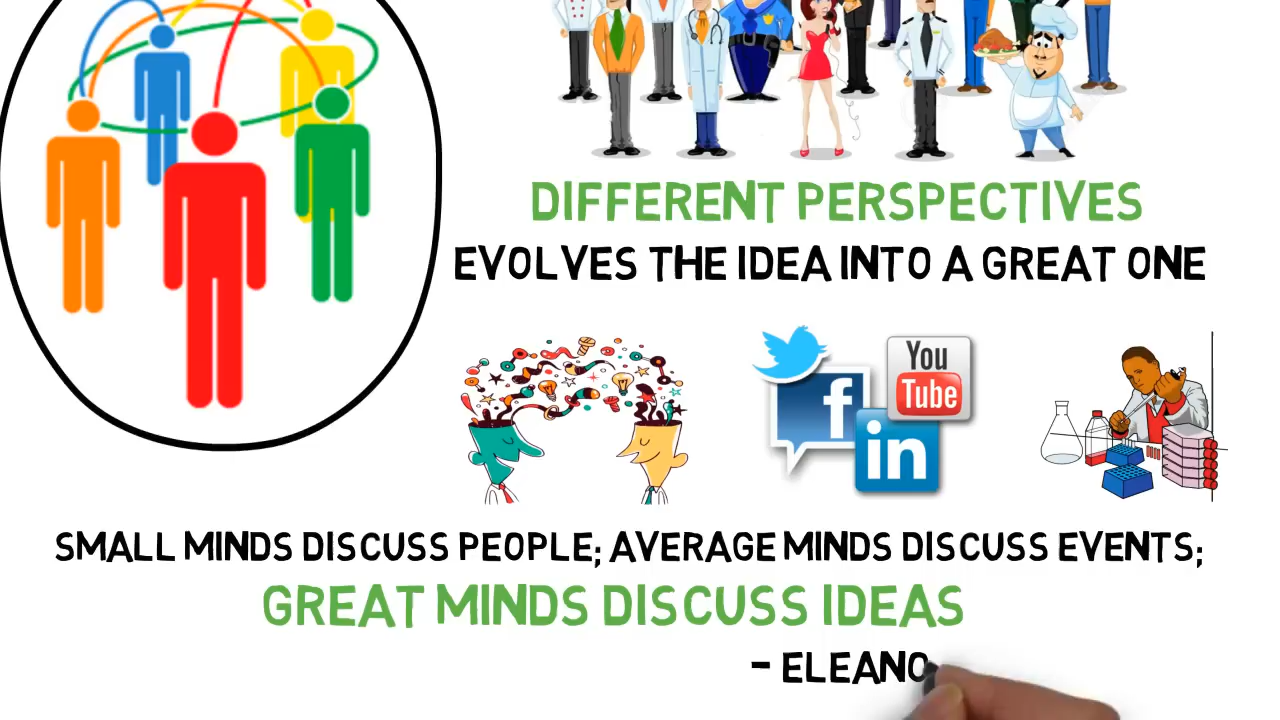 DIFFERENT PERSPECTIVES
EVOLVES THE IDEA INTO A GREAT ONE
You
Tube
f
in
SMALL MINDS DISCUSS PEOPLE; AVERAGE MINDS DISCUSS EVENTS;
GREAT MINDS DISCUSS IDEAS
- ELEANO